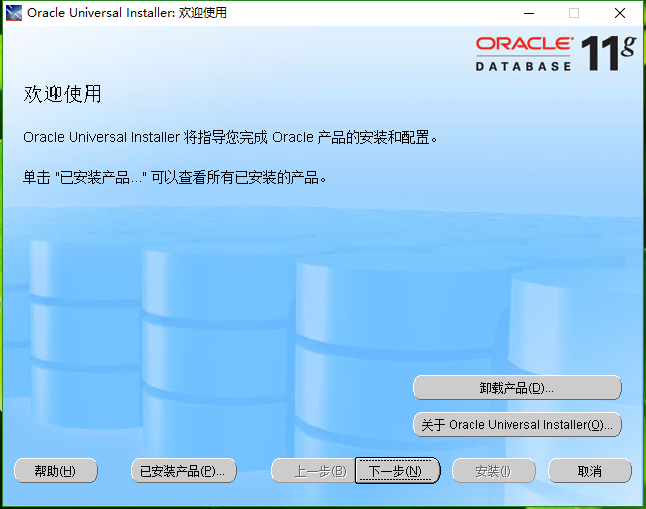 Oracle Universal Installer: 欢迎使用
ORACLE
DATABASE 11g
欢迎使用
Oracle Universal Installer 将指导您完成 Oracle 产品的安装和配置。
单击 "已安装产品..." 可以查看所有已安装的产品。
卸载产品(D)...
关于 Oracle Universal Installer(O)...
帮助(H) 已安装产品(P)... 上一步(B) 下一步(N) 安装(I) 取消